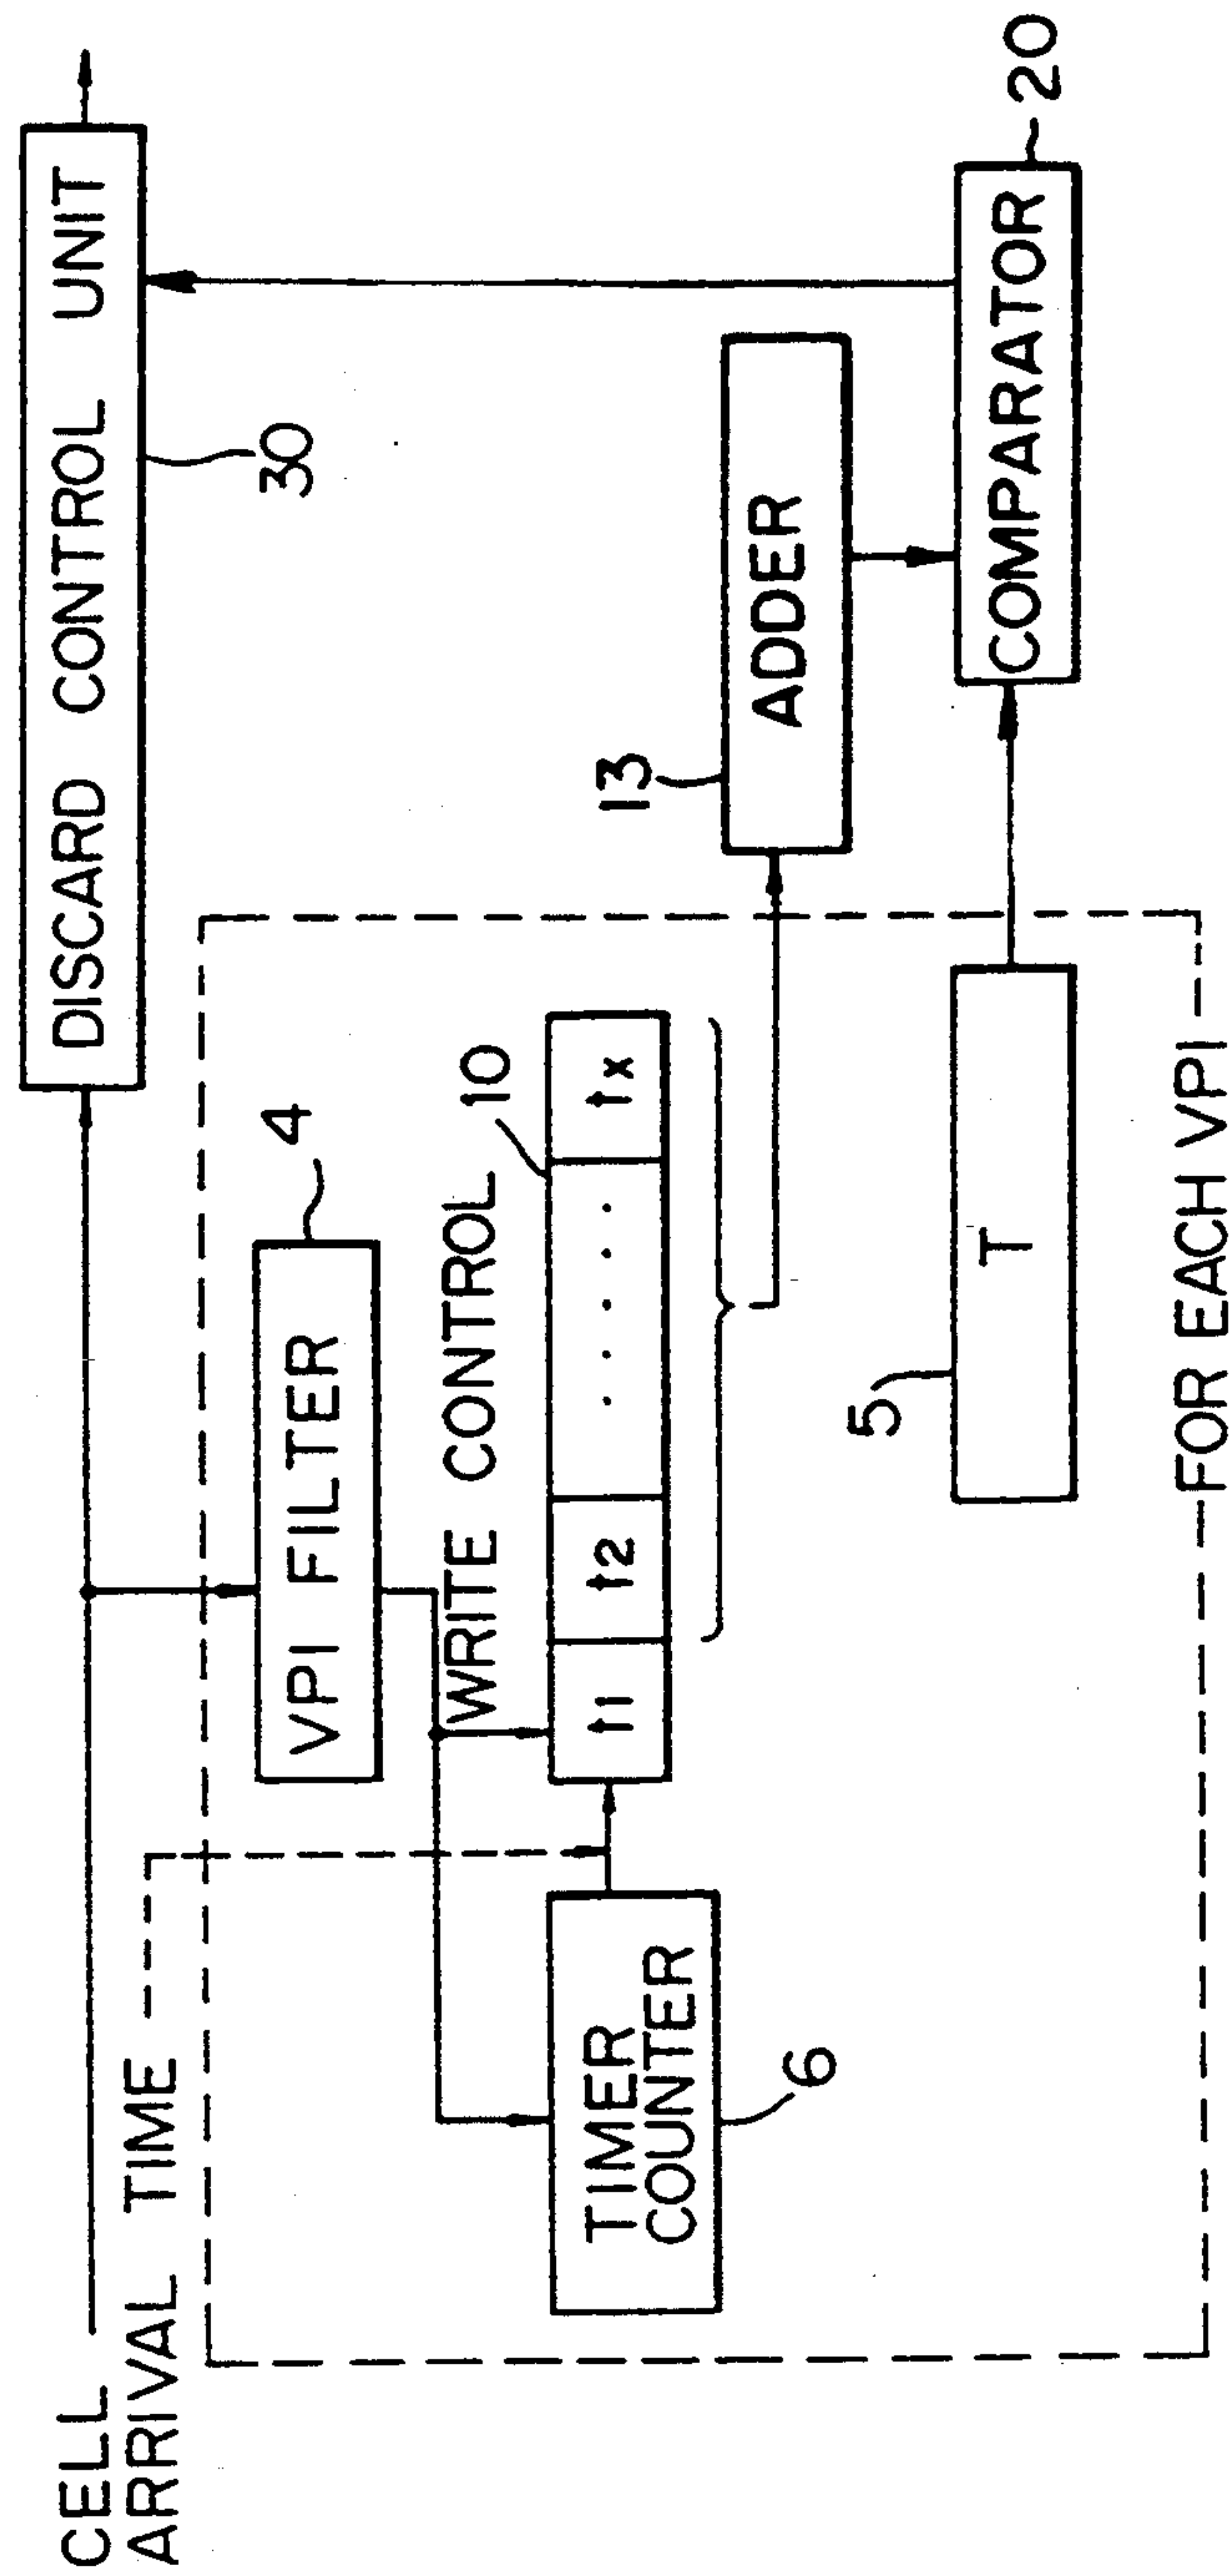 CELL
ARRIVAL TIME
DISCARD CONTROL UNIT
30
VPI FILTER
4
WRITE CONTROL
10
t1 t2 ..... tx
TIMER
COUNTER
6
13
ADDER
5
T
COMPARATOR
20
FOR EACH VPI